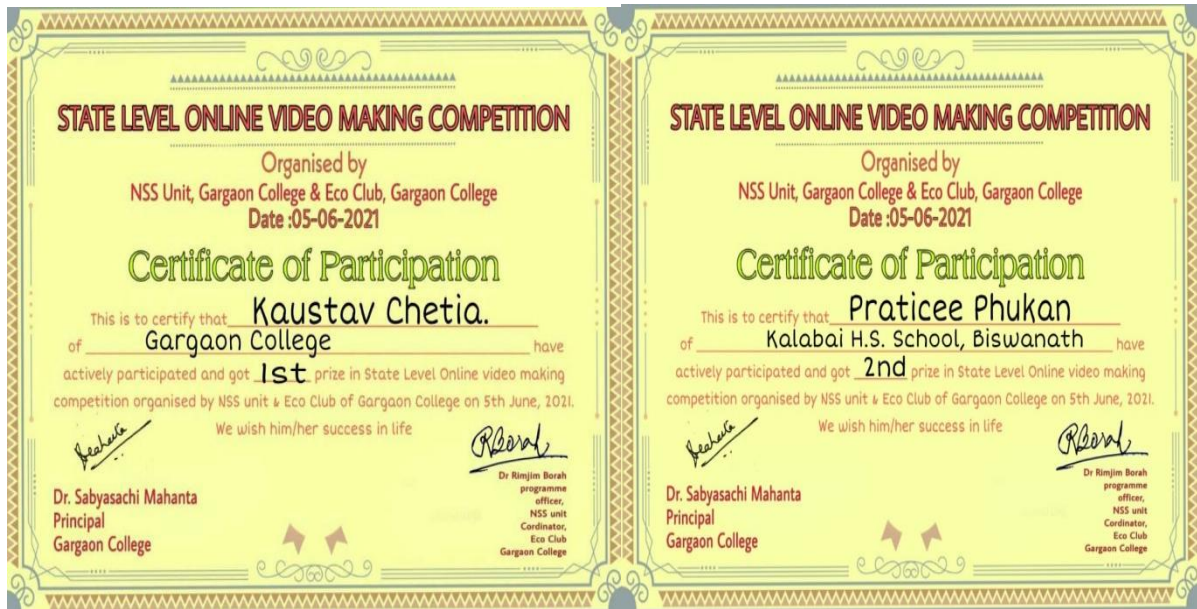 STATE LEVEL ONLINE VIDEO MAKING COMPETITION
Organised by
NSS Unit, Gargaon College & Eco Club, Gargaon College
Date :05-06-2021
Certificate of Participation
This is to certify that Kaustav Chetia.
of Gargaon College have
actively participated and got 1st prize in State Level Online video making
competition organised by NSS unit & Eco Club of Gargaon College on 5th June, 2021.
We wish him/her success in life
Dr. Sabyasachi Mahanta
Principal
Gargaon College
RBorah
Dr Rimjim Borah
programme
officer,
NSS unit
Cordinator,
Eco Club
Gargaon College
STATE LEVEL ONLINE VIDEO MAKING COMPETITION
Organised by
NSS Unit, Gargaon College & Eco Club, Gargaon College
Date :05-06-2021
Certificate of Participation
This is to certify that Praticee Phukan
of Kalabai H.S. School, Biswanath have
actively participated and got 2nd prize in State Level Online video making
competition organised by NSS unit & Eco Club of Gargaon College on 5th June, 2021.
We wish him/her success in life
Dr. Sabyasachi Mahanta
Principal
Gargaon College
RBorah
Dr Rimjim Borah
programme
officer,
NSS unit
Cordinator,
Eco Club
Gargaon College